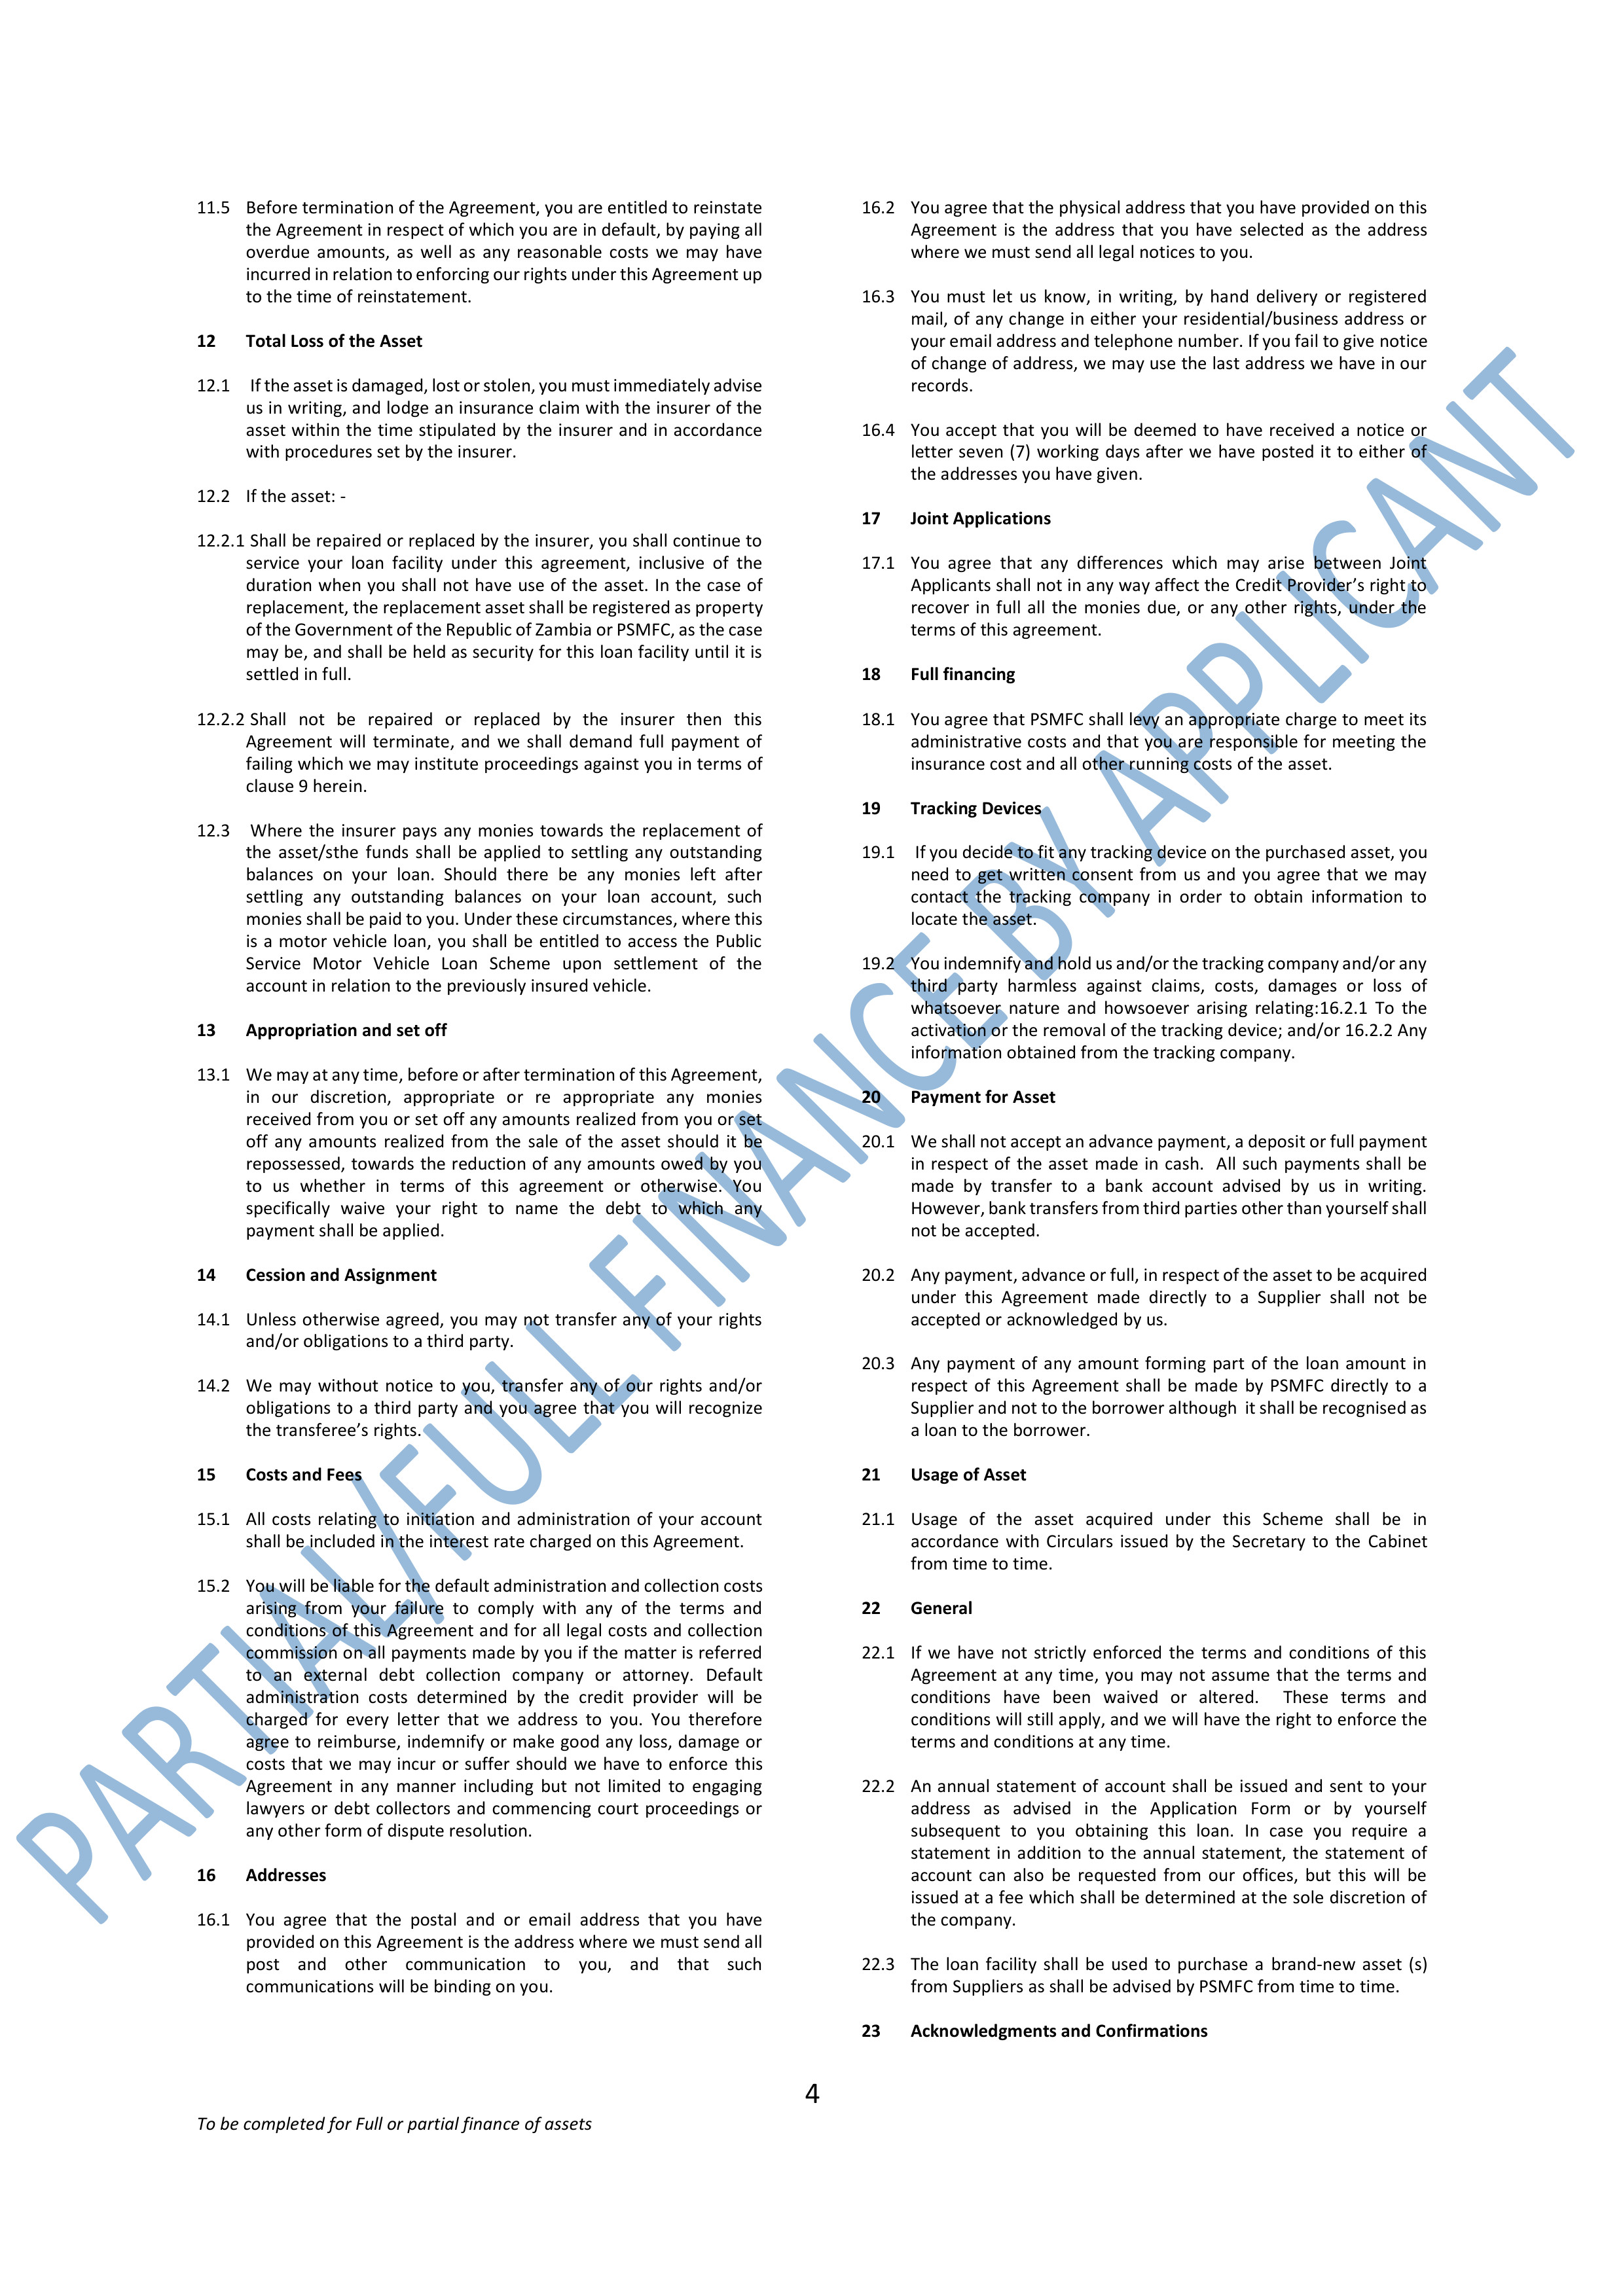 11.5 Before termination of the Agreement, you are entitled to reinstate
the Agreement in respect of which you are in default, by paying all
overdue amounts, as well as any reasonable costs we may have
incurred in relation to enforcing our rights under this Agreement up
to the time of reinstatement.
12 Total Loss of the Asset
12.1 If the asset is damaged, lost or stolen, you must immediately advise
us in writing, and lodge an insurance claim with the insurer of the
asset within the time stipulated by the insurer and in accordance
with procedures set by the insurer.
12.2 If the asset: -
12.2.1 Shall be repaired or replaced by the insurer, you shall continue to
service your loan facility under this agreement, inclusive of the
duration when you shall not have use of the asset. In the case of
replacement, the replacement asset shall be registered as property
of the Government of the Republic of Zambia or PSMFC, as the case
may be, and shall be held as security for this loan facility until it is
settled in full.
12.2.2 Shall not be repaired or replaced by the insurer then this
Agreement will terminate, and we shall demand full payment of
failing which we may institute proceedings against you in terms of
clause 9 herein.
12.3 Where the insurer pays any monies towards the replacement of
the asset/sthe funds shall be applied to settling any outstanding
balances on your loan. Should there be any monies left after
settling any outstanding balances on your loan account, such
monies shall be paid to you. Under these circumstances, where this
is a motor vehicle loan, you shall be entitled to access the Public
Service Motor Vehicle Loan Scheme upon settlement of the
account in relation to the previously insured vehicle.
13 Appropriation and set off
13.1 We may at any time, before or after termination of this Agreement,
in our discretion, appropriate or re appropriate any monies
received from you or set off any amounts realized from you or set
off any amounts realized from the sale of the asset should it be
repossessed, towards the reduction of any amounts owed by you
to us whether in terms of this agreement or otherwise. You
specifically waive your right to name the debt to which any
payment shall be applied.
14 Cession and Assignment
14.1 Unless otherwise agreed, you may not transfer any of your rights
and/or obligations to a third party.
14.2 We may without notice to you, transfer any of our rights and/or
obligations to a third party and you agree that you will recognize
the transferee’s rights.
15 Costs and Fees
15.1 All costs relating to initiation and administration of your account
shall be included in the interest rate charged on this Agreement.
15.2 You will be liable for the default administration and collection costs
arising from your failure to comply with any of the terms and
conditions of this Agreement and for all legal costs and collection
commission on all payments made by you if the matter is referred
to an external debt collection company or attorney. Default
administration costs determined by the credit provider will be
charged for every letter that we address to you. You therefore
agree to reimburse, indemnify or make good any loss, damage or
costs that we may incur or suffer should we have to enforce this
Agreement in any manner including but not limited to engaging
lawyers or debt collectors and commencing court proceedings or
any other form of dispute resolution.
16 Addresses
16.1 You agree that the postal and or email address that you have
provided on this Agreement is the address where we must send all
post and other communication to you, and that such
communications will be binding on you.
16.2 You agree that the physical address that you have provided on this
Agreement is the address that you have selected as the address
where we must send all legal notices to you.
16.3 You must let us know, in writing, by hand delivery or registered
mail, of any change in either your residential/business address or
your email address and telephone number. If you fail to give notice
of change of address, we may use the last address we have in our
records.
16.4 You accept that you will be deemed to have received a notice or
letter seven (7) working days after we have posted it to either of
the addresses you have given.
17 Joint Applications
17.1 You agree that any differences which may arise between Joint
Applicants shall not in any way affect the Credit Provider’s right to
recover in full all the monies due, or any other rights, under the
terms of this agreement.
18 Full financing
18.1 You agree that PSMFC shall levy an appropriate charge to meet its
administrative costs and that you are responsible for meeting the
insurance cost and all other running costs of the asset.
19 Tracking Devices
19.1 If you decide to fit any tracking device on the purchased asset, you
need to get written consent from us and you agree that we may
contact the tracking company in order to obtain information to
locate the asset.
19.2 You indemnify and hold us and/or the tracking company and/or any
third party harmless against claims, costs, damages or loss of
whatsoever nature and howsoever arising relating:16.2.1 To the
activation or the removal of the tracking device; and/or 16.2.2 Any
information obtained from the tracking company.
20 Payment for Asset
20.1 We shall not accept an advance payment, a deposit or full payment
in respect of the asset made in cash. All such payments shall be
made by transfer to a bank account advised by us in writing.
However, bank transfers from third parties other than yourself shall
not be accepted.
20.2 Any payment, advance or full, in respect of the asset to be acquired
under this Agreement made directly to a Supplier shall not be
accepted or acknowledged by us.
20.3 Any payment of any amount forming part of the loan amount in
respect of this Agreement shall be made by PSMFC directly to a
Supplier and not to the borrower although it shall be recognised as
a loan to the borrower.
21 Usage of Asset
21.1 Usage of the asset acquired under this Scheme shall be in
accordance with Circulars issued by the Secretary to the Cabinet
from time to time.
22 General
22.1 If we have not strictly enforced the terms and conditions of this
Agreement at any time, you may not assume that the terms and
conditions have been waived or altered. These terms and
conditions will still apply, and we will have the right to enforce the
terms and conditions at any time.
22.2 An annual statement of account shall be issued and sent to your
address as advised in the Application Form or by yourself
subsequent to you obtaining this loan. In case you require a
statement in addition to the annual statement, the statement of
account can also be requested from our offices, but this will be
issued at a fee which shall be determined at the sole discretion of
the company.
22.3 The loan facility shall be used to purchase a brand-new asset (s)
from Suppliers as shall be advised by PSMFC from time to time.
23 Acknowledgments and Confirmations
PARTIAL/FULL FINANCE BY APPLICANT
4
To be completed for Full or partial finance of assets